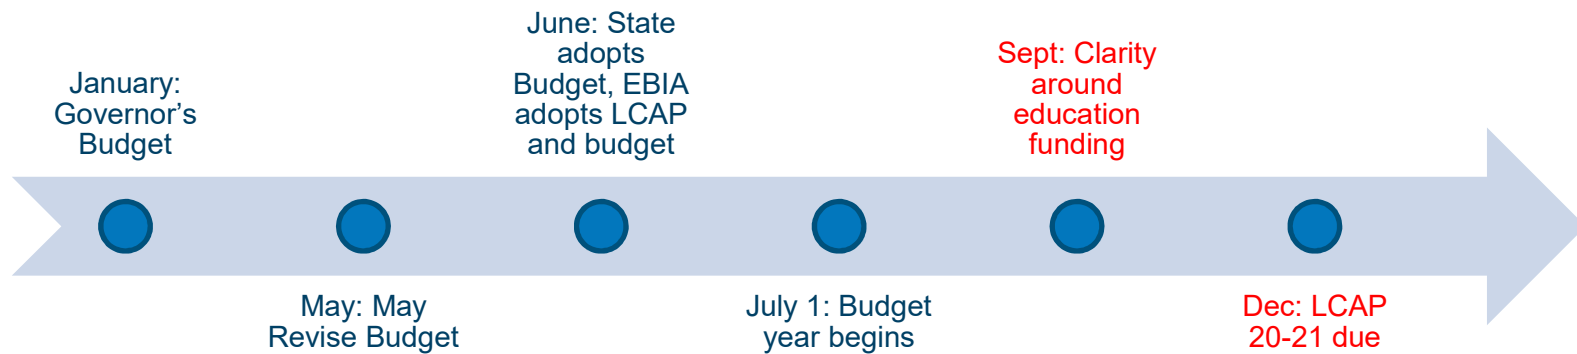 January:
Governor’s
Budget
May: May
Revise Budget
June: State
adopts
Budget, EBIA
adopts LCAP
and budget
July 1: Budget
year begins
Sept: Clarity
around
education
funding
Dec: LCAP
20-21 due